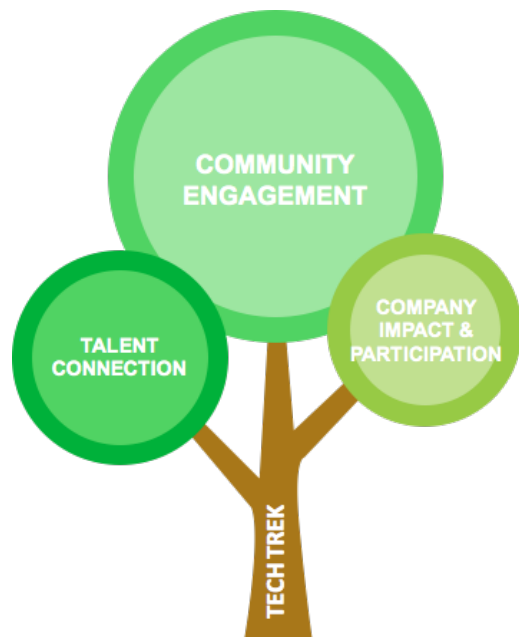 COMMUNITY
ENGAGEMENT
TALENT
CONNECTION
COMPANY
IMPACT &
PARTICIPATION
TECH TREK